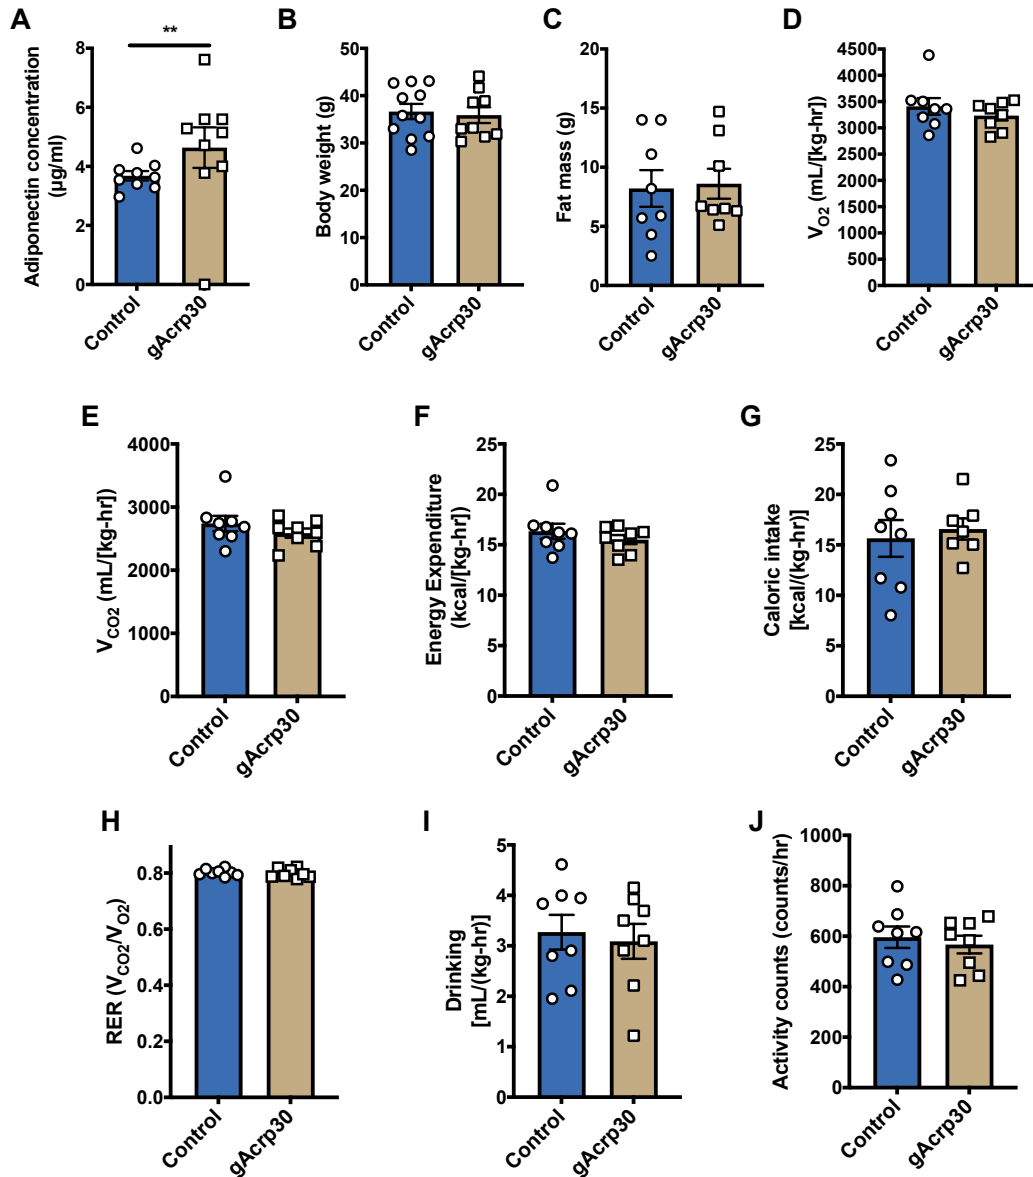 A
**
Adiponectin concentration
(µg/ml)
8
6
4
2
0
Control
gAcrp30
B
Body weight (g)
50
40
30
20
10
0
Control
gAcrp30
C
Fat mass (g)
20
15
10
5
0
Control
gAcrp30
D
VO2 (mL/[kg-hr])
4500
4000
3500
3000
2500
2000
1500
1000
500
0
Control
gAcrp30
E
VCO2 (mL/[kg-hr])
4000
3000
2000
1000
0
Control
gAcrp30
F
Energy Expenditure
(kcal/[kg-hr])
25
20
15
10
5
0
Control
gAcrp30
G
Caloric intake
[kcal/(kg-hr)]
25
20
15
10
5
0
Control
gAcrp30
H
RER (VCO2/VO2)
0.8
0.6
0.4
0.2
0.0
Control
gAcrp30
I
Drinking
[mL/(kg-hr)]
5
4
3
2
1
0
Control
gAcrp30
J
Activity counts (counts/hr)
1000
800
600
400
200
0
Control
gAcrp30